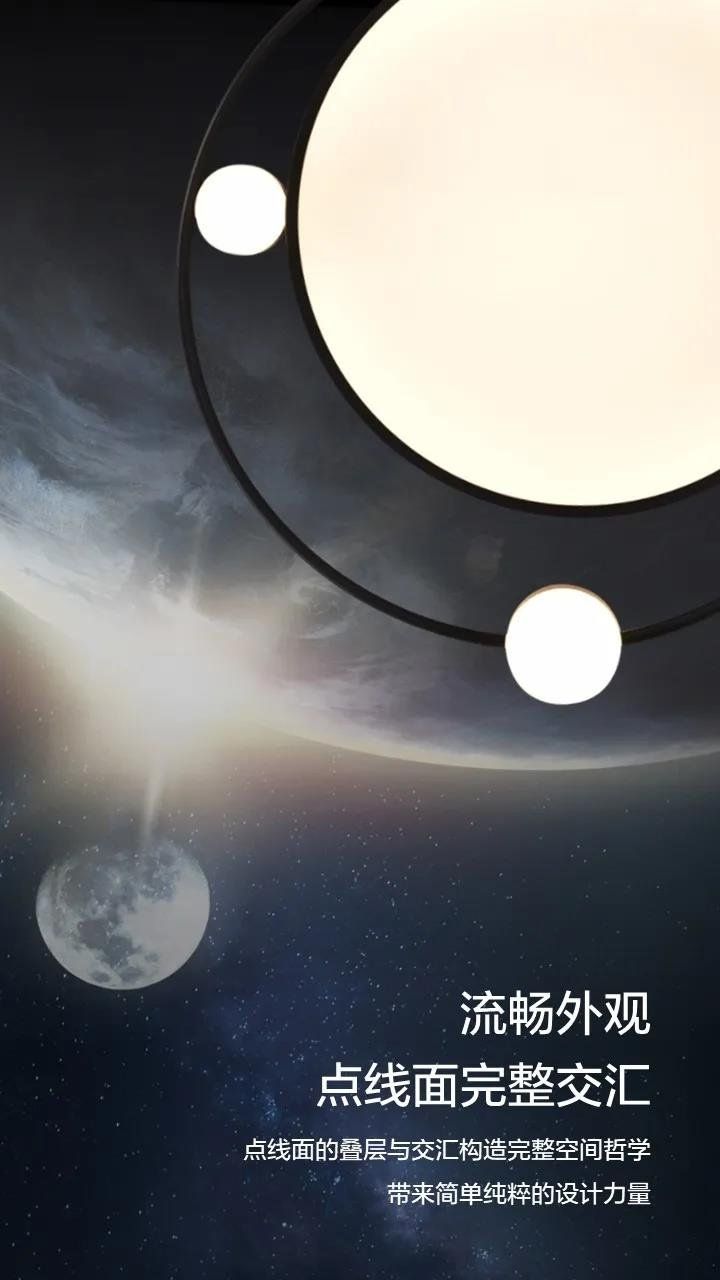 流畅外观
点线面完整交汇
点线面的叠层与交汇构造完整空间哲学
带来简单纯粹的设计力量